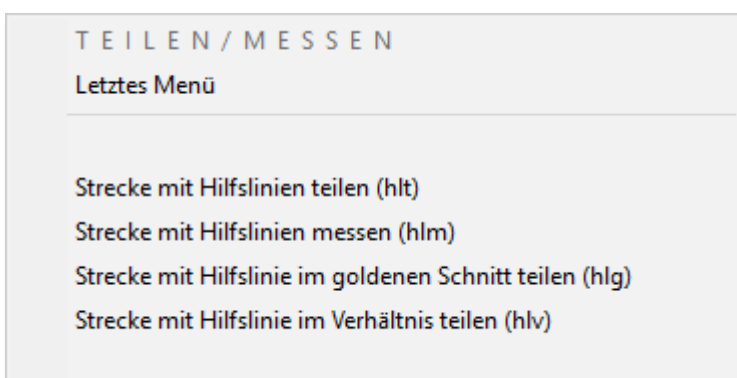 TEILEN/MESSEN
Letztes Menü
Strecke mit Hilfslinien teilen (hlt)
Strecke mit Hilfslinien messen (hlm)
Strecke mit Hilfslinie im goldenen Schnitt teilen (hlg)
Strecke mit Hilfslinie im Verhältnis teilen (hlv)